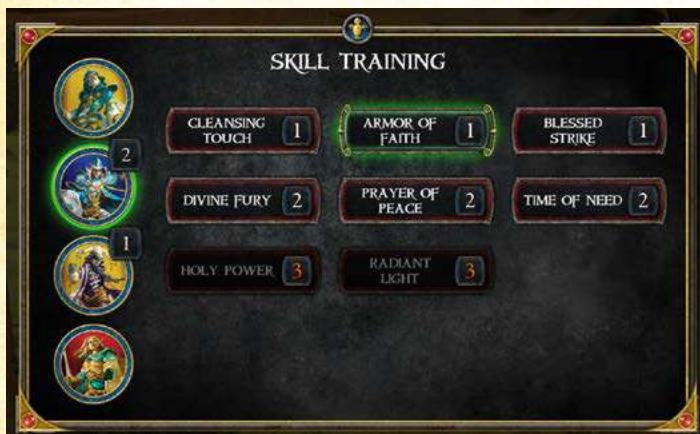 SKILL TRAINING
CLEANSING
TOUCH
1
ARMOR OF
FAITH
1
BLESSED
STRIKE
1
2
DIVINE FURY 2
PRAYER OF
PEACE
2
TIME OF NEED 2
1
HOLY POWER 3
RADIANT
LIGHT
3